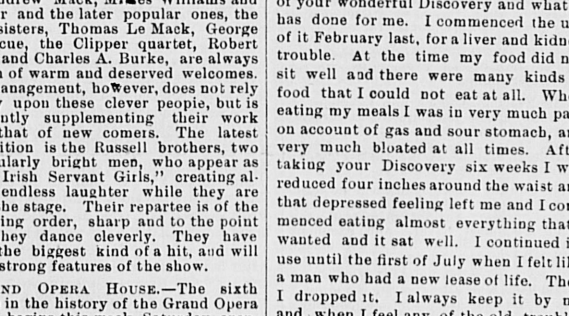 Mack, Williams and
r and the later popular ones, the
sisters, Thomas Le Mack, George
cue, the Clipper quartet, Robert
and Charles A. Burke, are always
of warm and deserved welcomes.
anagement, however, does not rely
upon these clever peopie, but is
ntly supplementing their work
that of new comers. The latest
ition is the Russell brothers, two
ularly bright men, who appear as
Irish Servant Girls," creating al-
endless laughter while they are
he stage. Their repartee is of the
ing order, sharp and to the point
hey dance cleverly. They have
the biggest kind of a hit, and will
strong features of the show.
ND OPERA HOUSE.—The sixth
in the history of the Grand Opera
of your wonderful Discovery and what
has done for me. I commenced the u
of it February last, for a liver and kidn
trouble. At the time my food did n
sit well and there were many kinds
food that I could not eat at all. Whe
eating my meals I was in very much pa
on account of gas and sour stomach, a
very much bloated at all times. Aft
taking your Discovery six weeks I w
reduced four inches around the waist a
that depressed feeling left me and I co
menced eating almost everything tha
wanted and it sat well. I continued i
use until the first of July when I felt lik
a man who had a new lease of life. The
I dropped it. I always keep it by m
and when I feel any of the old